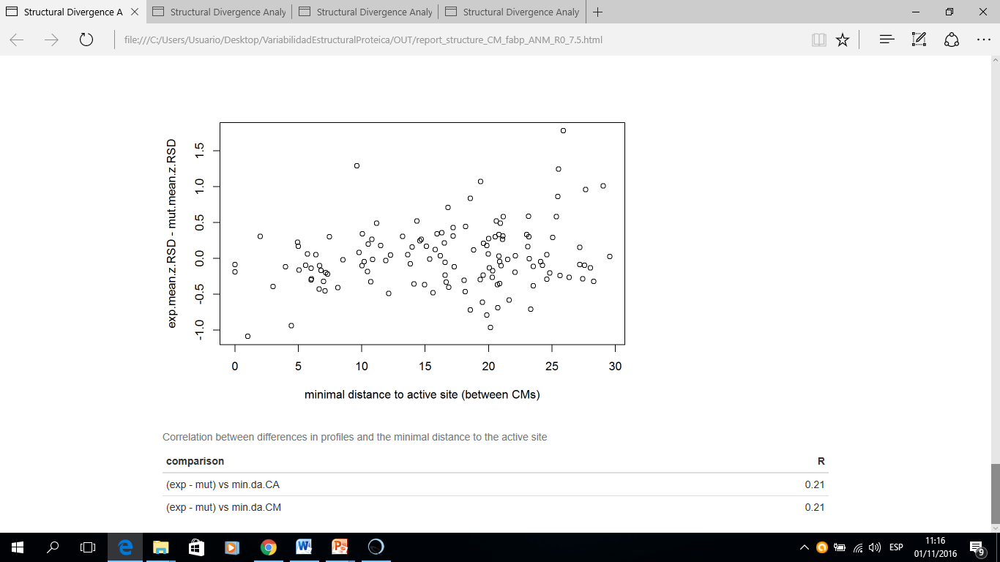 Structural Divergence A
Structural Divergence Analy
Structural Divergence Analy
Structural Divergence Analy
file:///C:/Users/Usuario/Desktop/VariabilidadEstructuralProteica/OUT/report_structure_CM_fabp_ANM_R0_7.5.html
exp.mean.z.RSD - mut.mean.z.RSD
1.5
1.0
0.5
0.0
-0.5
-1.0
0 5 10 15 20 25 30
minimal distance to active site (between CMs)
Correlation between differences in profiles and the minimal distance to the active site
comparison R
(exp - mut) vs min.da.CA 0.21
(exp - mut) vs min.da.CM 0.21
ESP
11:16
01/11/2016
9